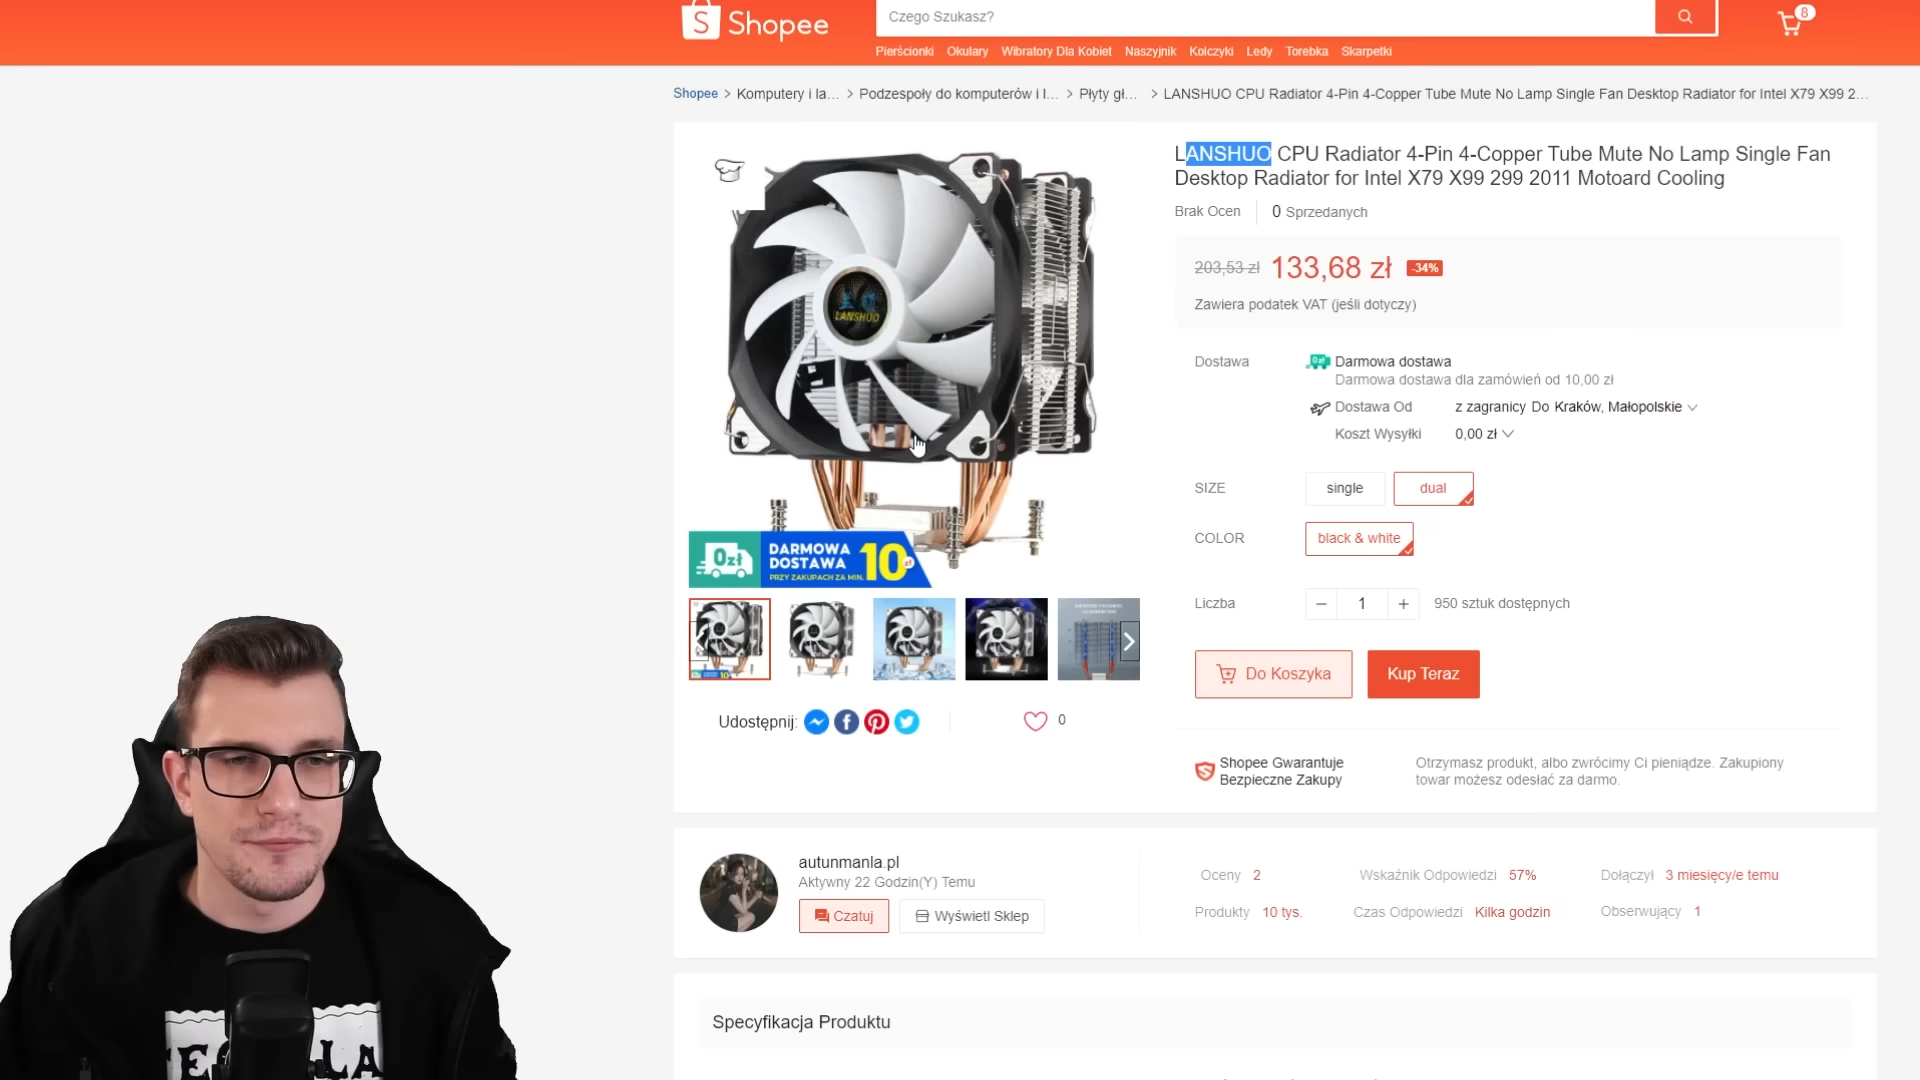 Shopee
Czego Szukasz?
8
Pierścionki Okulary Wibratory Dla Kobiet Naszyjnik Kolczyki Ledy Torebka Skarpetki
Shopee > Komputery i la... > Podzespoły do komputerów i l... > Płyty gł... > LANSHUO CPU Radiator 4-Pin 4-Copper Tube Mute No Lamp Single Fan Desktop Radiator for Intel X79 X99 2...
LANSHUO CPU Radiator 4-Pin 4-Copper Tube Mute No Lamp Single Fan
Desktop Radiator for Intel X79 X99 299 2011 Motoard Cooling
Brak Ocen 0 Sprzedanych
203,53 zł 133,68 zł -34%
Zawiera podatek VAT (jeśli dotyczy)
LANSHUO
Dostawa 0zł Darmowa dostawa
Darmowa dostawa dla zamówień od 10,00 zł
Dostawa Od z zagranicy Do Kraków, Małopolskie
Koszt Wysyłki 0,00 zł
SIZE single dual
COLOR black & white
0zł DARMOWA DOSTAWA 10 zł
PRZY ZAKUPACH ZA MIN.
Liczba − 1 + 950 sztuk dostępnych
Do Koszyka Kup Teraz
Udostępnij: 0
Shopee Gwarantuje
Bezpieczne Zakupy
Otrzymasz produkt, albo zwrócimy Ci pieniądze. Zakupiony
towar możesz odesłać za darmo.
autunmanla.pl
Aktywny 22 Godzin(Y) Temu
Czatuj Wyświetl Sklep
Oceny 2 Wskaźnik Odpowiedzi 57% Dołączył 3 miesięcy/e temu
Produkty 10 tys. Czas Odpowiedzi Kilka godzin Obserwujący 1
Specyfikacja Produktu